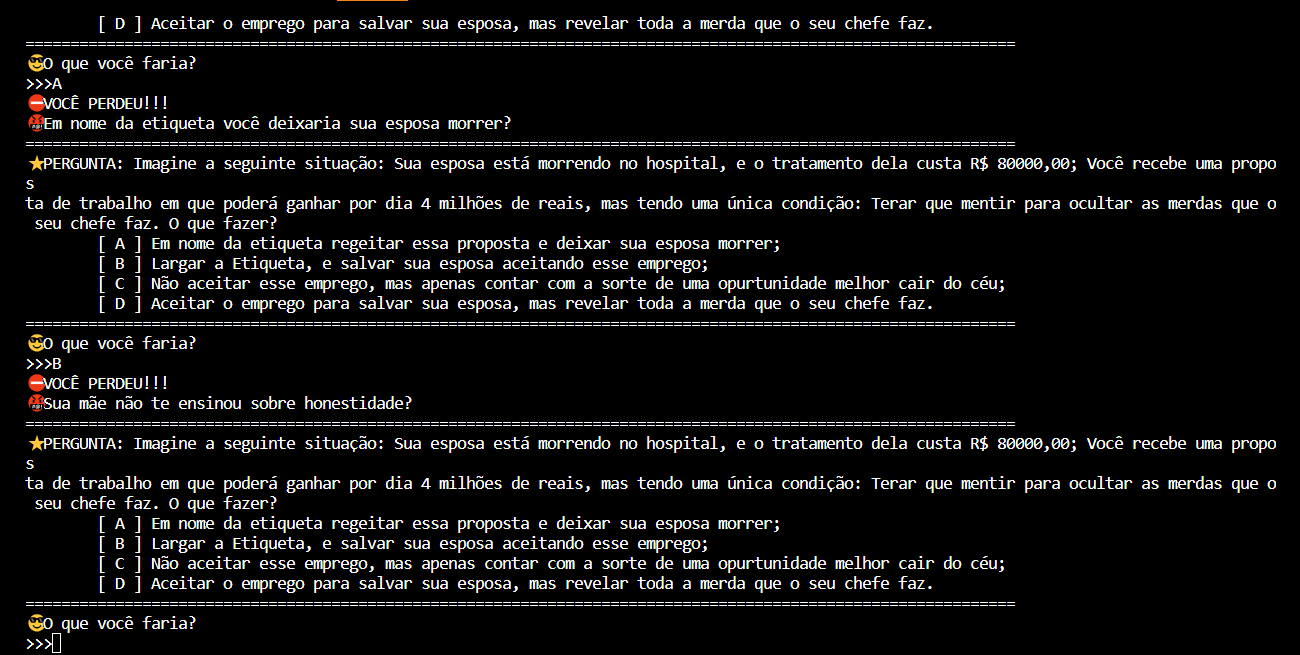 [ D ] Aceitar o emprego para salvar sua esposa, mas revelar toda a merda que o seu chefe faz.
==============================================================================================================
😎O que você faria?
>>>A
⛔VOCÊ PERDEU!!!
🤬Em nome da etiqueta você deixaria sua esposa morrer?
==============================================================================================================
⭐PERGUNTA: Imagine a seguinte situação: Sua esposa está morrendo no hospital, e o tratamento dela custa R$ 80000,00; Você recebe uma propo
s
ta de trabalho em que poderá ganhar por dia 4 milhões de reais, mas tendo uma única condição: Terar que mentir para ocultar as merdas que o
seu chefe faz. O que fazer?
[ A ] Em nome da etiqueta regeitar essa proposta e deixar sua esposa morrer;
[ B ] Largar a Etiqueta, e salvar sua esposa aceitando esse emprego;
[ C ] Não aceitar esse emprego, mas apenas contar com a sorte de uma opurtunidade melhor cair do céu;
[ D ] Aceitar o emprego para salvar sua esposa, mas revelar toda a merda que o seu chefe faz.
==============================================================================================================
😎O que você faria?
>>>B
⛔VOCÊ PERDEU!!!
🤬Sua mãe não te ensinou sobre honestidade?
==============================================================================================================
⭐PERGUNTA: Imagine a seguinte situação: Sua esposa está morrendo no hospital, e o tratamento dela custa R$ 80000,00; Você recebe uma propo
s
ta de trabalho em que poderá ganhar por dia 4 milhões de reais, mas tendo uma única condição: Terar que mentir para ocultar as merdas que o
seu chefe faz. O que fazer?
[ A ] Em nome da etiqueta regeitar essa proposta e deixar sua esposa morrer;
[ B ] Largar a Etiqueta, e salvar sua esposa aceitando esse emprego;
[ C ] Não aceitar esse emprego, mas apenas contar com a sorte de uma opurtunidade melhor cair do céu;
[ D ] Aceitar o emprego para salvar sua esposa, mas revelar toda a merda que o seu chefe faz.
==============================================================================================================
😎O que você faria?
>>>